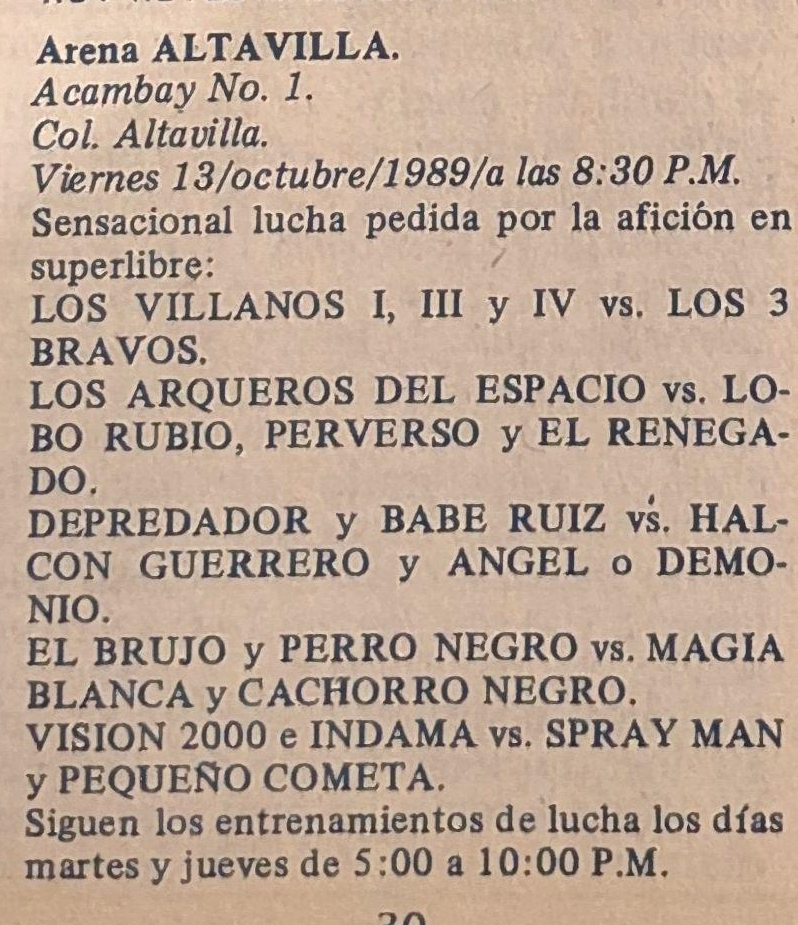 Arena ALTAVILLA.
Acambay No. 1.
Col. Altavilla.
Viernes 13/octubre/1989/a las 8:30 P.M.
Sensacional lucha pedida por la afición en
superlibre:
LOS VILLANOS I, III y IV vs. LOS 3
BRAVOS.
LOS ARQUEROS DEL ESPACIO vs. LO-
BO RUBIO, PERVERSO y EL RENEGA-
DO.
DEPREDADOR y BABE RUIZ vs. HAL-
CON GUERRERO y ANGEL o DEMO-
NIO.
EL BRUJO y PERRO NEGRO vs. MAGIA
BLANCA y CACHORRO NEGRO.
VISION 2000 e INDAMA vs. SPRAY MAN
y PEQUEÑO COMETA.
Siguen los entrenamientos de lucha los días
martes y jueves de 5:00 a 10:00 P.M.